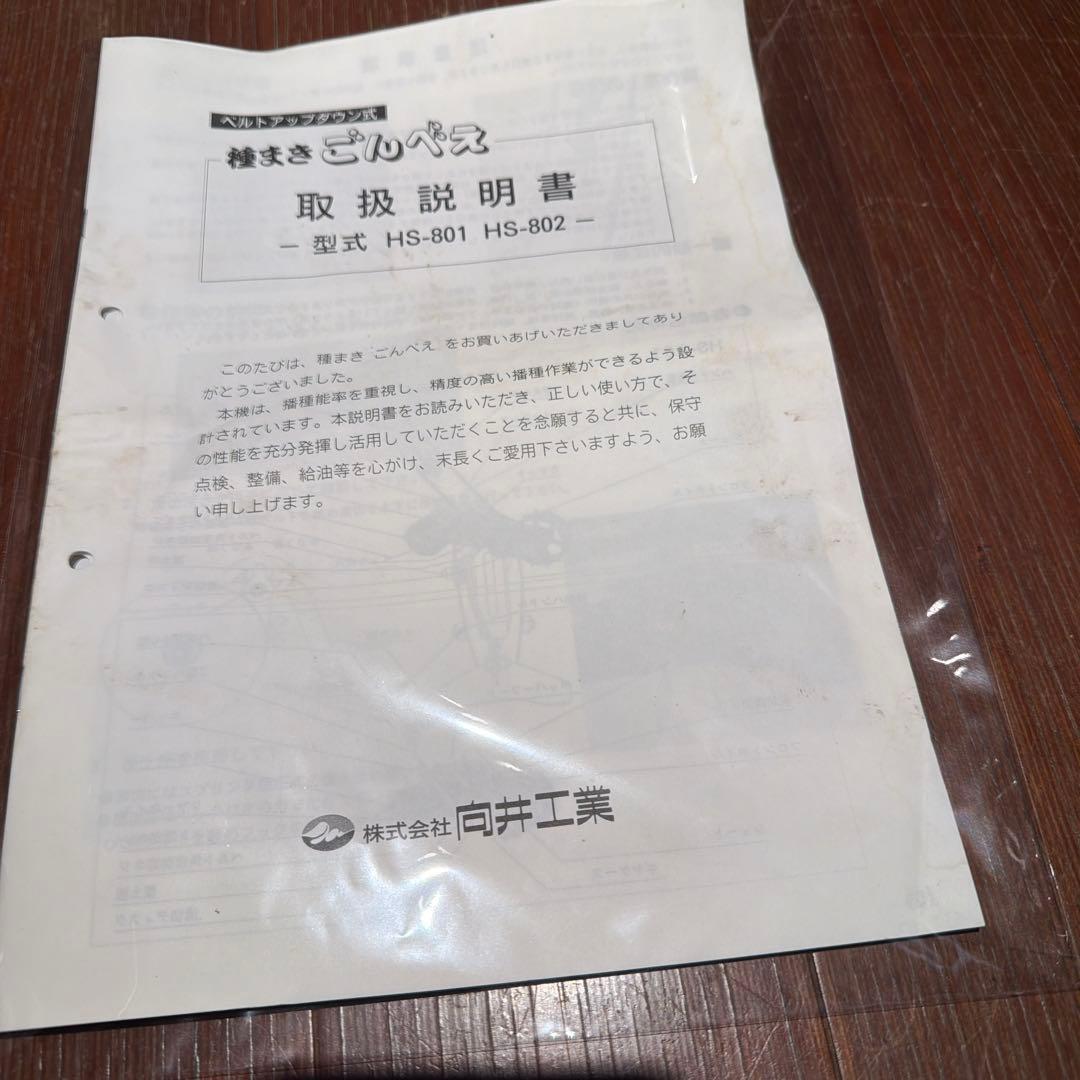 ベルトアップダウン式
種まきごんべえ
取扱説明書
－型式 HS-801 HS-802－
このたびは、種まき ごんべえ をお買いあげいただきましてあり
がとうございました。
本機は、播種能率を重視し、精度の高い播種作業ができるよう設
計されています。本説明書をお読みいただき、正しい使い方で、そ
の性能を充分発揮し活用していただくことを念願すると共に、保守
点検、整備、給油等を心がけ、末長くご愛用下さいますよう、お願
い申し上げます。
株式会社 向井工業